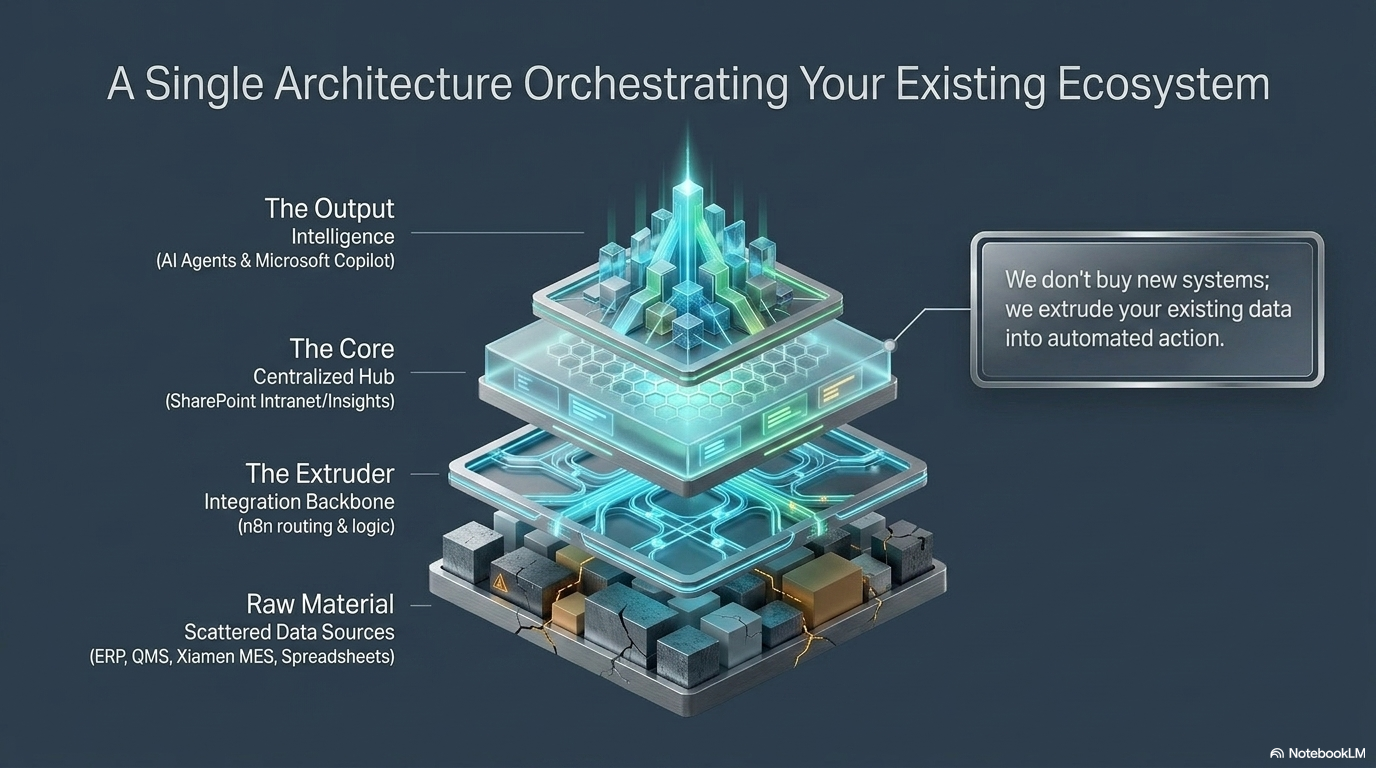 A Single Architecture Orchestrating Your Existing Ecosystem
The Output
Intelligence
(AI Agents & Microsoft Copilot)
The Core
Centralized Hub
(SharePoint Intranet/Insights)
The Extruder
Integration Backbone
(n8n routing & logic)
Raw Material
Scattered Data Sources
(ERP, QMS, Xiamen MES, Spreadsheets)
We don't buy new systems;
we extrude your existing data
into automated action.
NotebookLM